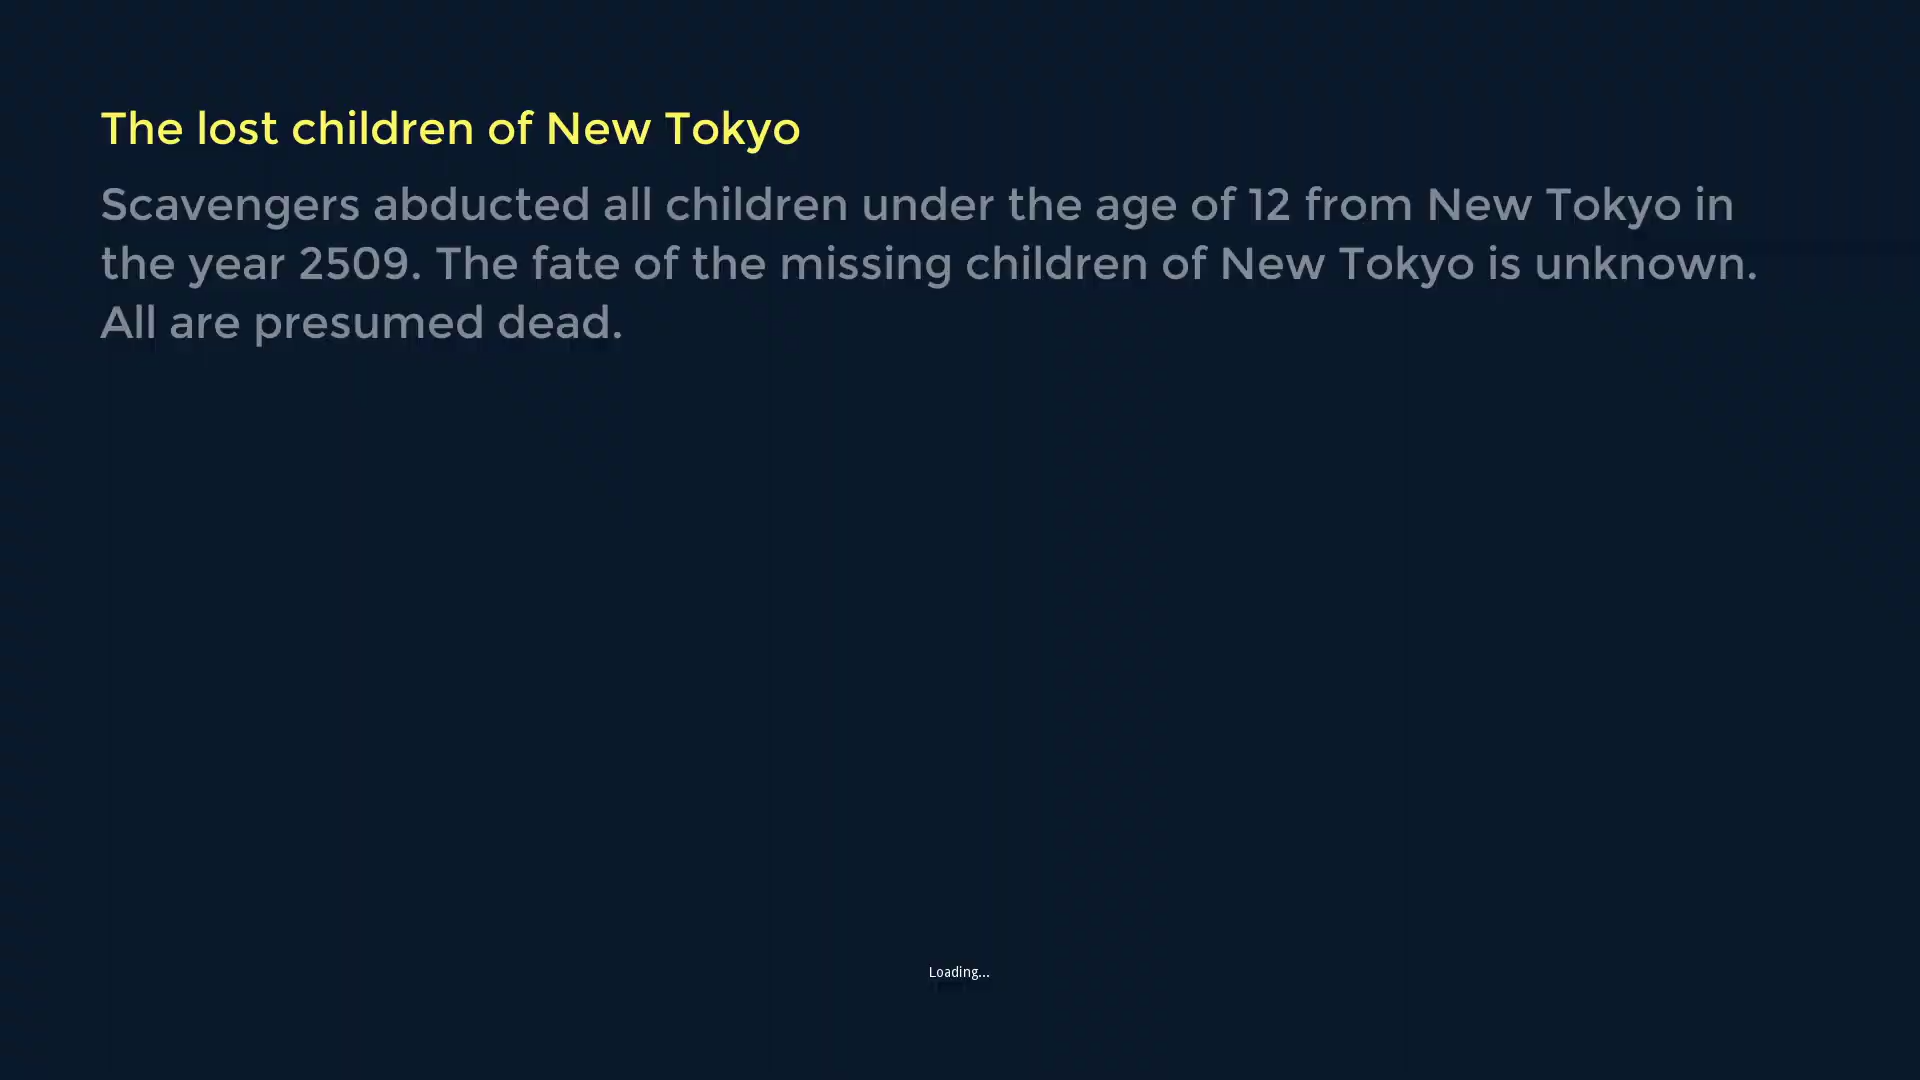 The lost children of New Tokyo
Scavengers abducted all children under the age of 12 from New Tokyo in
the year 2509. The fate of the missing children of New Tokyo is unknown.
All are presumed dead.
Loading...